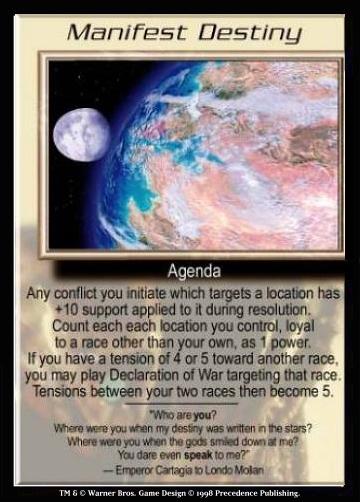 Manifest Destiny
Agenda
Any conflict you initiate which targets a location has
+10 support applied to it during resolution.
Count each each location you control, loyal
to a race other than your own, as 1 power.
If you have a tension of 4 or 5 toward another race,
you may play Declaration of War targeting that race.
Tensions between your two races then become 5.
"Who are you?
Where were you when my destiny was written in the stars?
Where were you when the gods smiled down at me?
You dare even speak to me?"
— Emperor Cartagia to Londo Mollari
TM & © Warner Bros. Game Design © 1998 Precedence Publishing.